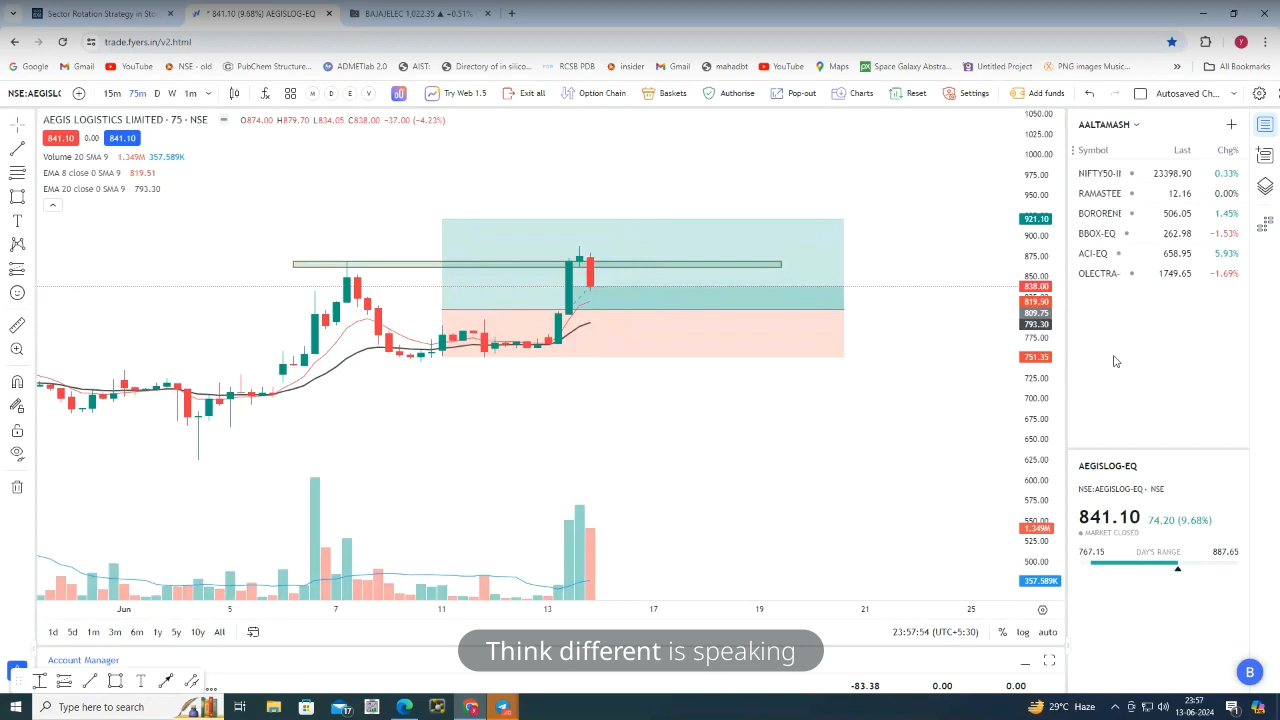 Sector Rotation Strategy in Stoc
*841.10 (9.68%) AEGISLOG-EQ
BAJAJELEC 1,022.35 ▲+0.51%
trade.fyers.in/v2.html
Google
Gmail
YouTube
NSE - old
PubChem Structure...
ADMETlab 2.0
AIST:
Directory of in silico...
RCSB PDB
insider
Gmail
mahadbt
YouTube
Maps
Space Galaxy Abstra...
Untitled Project
PNG images Music...
All Bookmarks
NSE:AEGISLO
15m 75m D W 1m
M D E V
Try Web 1.5
Exit all
Option Chain
Baskets
Authorise
Pop-out
Charts
Reset
Settings
Add funds
Autosaved Ch...
AEGIS LOGISTICS LIMITED · 75 · NSE O874.00 H879.70 L834.05 C838.00 -37.00 (-4.23%)
841.10 0.00 841.10
Volume 20 SMA 9 1.349M 357.589K
EMA 8 close 0 SMA 9 819.51
EMA 20 close 0 SMA 9 793.30
1050.00
1025.00
1000.00
975.00
950.00
921.10
900.00
875.00
850.00
838.00
819.50
809.75
793.30
775.00
751.35
725.00
700.00
675.00
650.00
625.00
600.00
575.00
550.00
1.349M
525.00
500.00
357.589K
Jun 5 7 11 13 17 19 21 25
1d 5d 1m 3m 6m 1y 5y 10y All
23:57:54 (UTC+5:30) % log auto
AALTAMASH
Symbol Last Chg%
NIFTY50-IN 23398.90 0.33%
RAMASTEE 12.16 0.00%
BORORENE 506.05 1.45%
BBOX-EQ 262.98 −1.53%
ACI-EQ 658.95 5.93%
OLECTRA- 1749.65 −1.69%
AEGISLOG-EQ
NSE:AEGISLOG-EQ · NSE
841.10 74.20 (9.68%)
MARKET CLOSED
767.15 DAY'S RANGE 887.65
Think different is speaking
Account Manager
-83.38 0.00 0.00
B
Type here to search
17
29°C Haze
23:57
13-06-2024